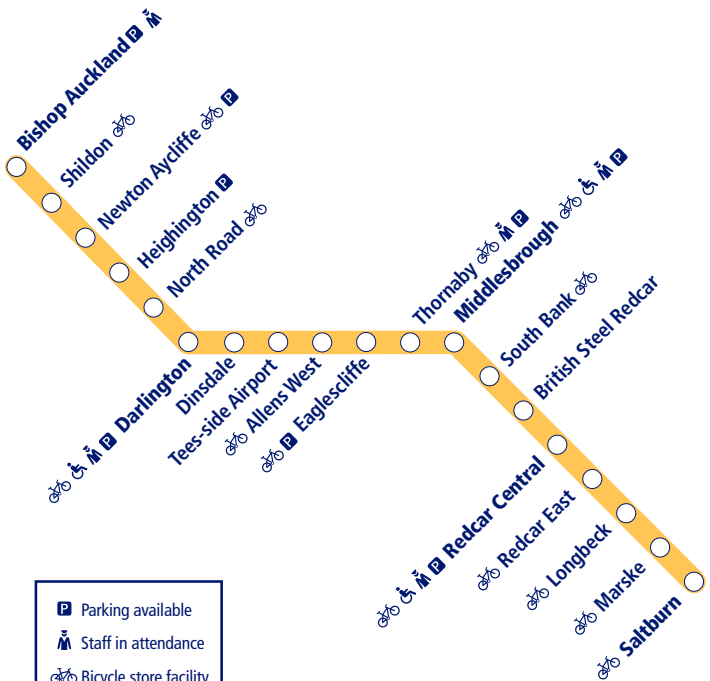 Bishop Auckland P
Shildon
Newton Aycliffe P
Heighington P
North Road
P Darlington
Dinsdale
Tees-side Airport
Allens West
P Eaglescliffe
Thornaby P
Middlesbrough P
South Bank
British Steel Redcar
P Redcar Central
Redcar East
Longbeck
Marske
Saltburn
P Parking available
Staff in attendance
Bicycle store facility